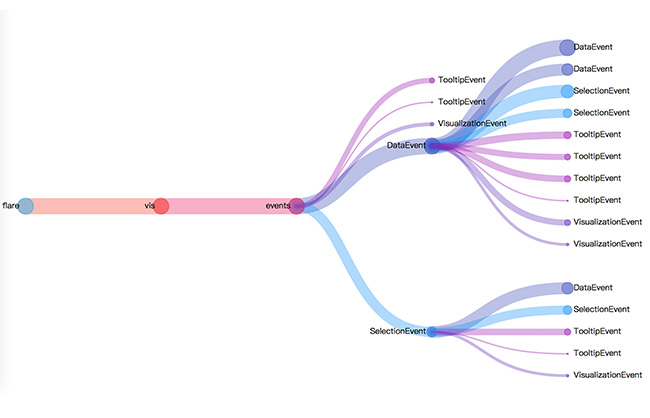 flare
vis
events
TooltipEvent
TooltipEvent
VisualizationEvent
DataEvent
SelectionEvent
DataEvent
DataEvent
SelectionEvent
SelectionEvent
TooltipEvent
TooltipEvent
TooltipEvent
TooltipEvent
VisualizationEvent
VisualizationEvent
DataEvent
SelectionEvent
TooltipEvent
TooltipEvent
VisualizationEvent